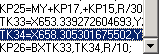 KP25=MY+KP17,+KP15,R/30
TK33=X653.339272604693,Y
TK34=X658.305301675502,Y
KP26=BXTK33,TK34,R/10;